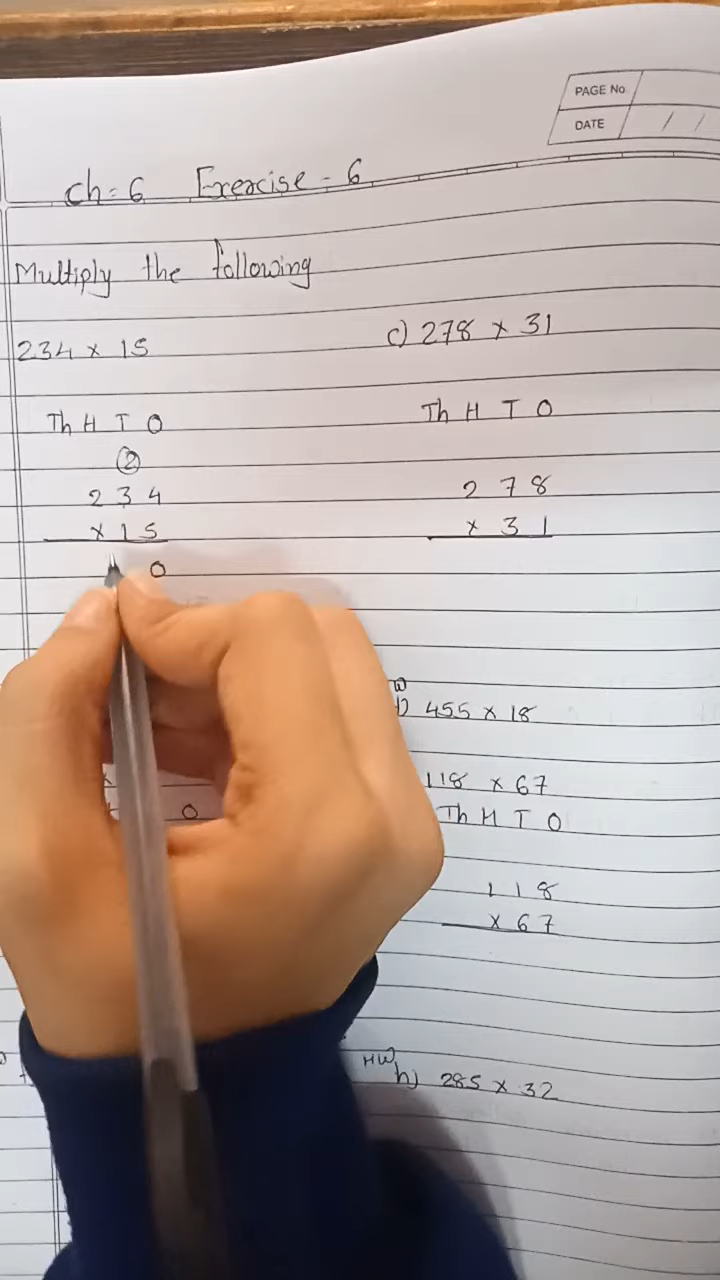 PAGE No.
DATE / /
Ch-6 Exercise-6
Multiply the following
234 x 15
Th H T O
2
2 3 4
x 1 5
0
c) 278 x 31
Th H T O
2 7 8
x 3 1
x
0
455 x 18
118 x 67
Th H T O
1 1 8
x 6 7
HW
h) 285 x 32